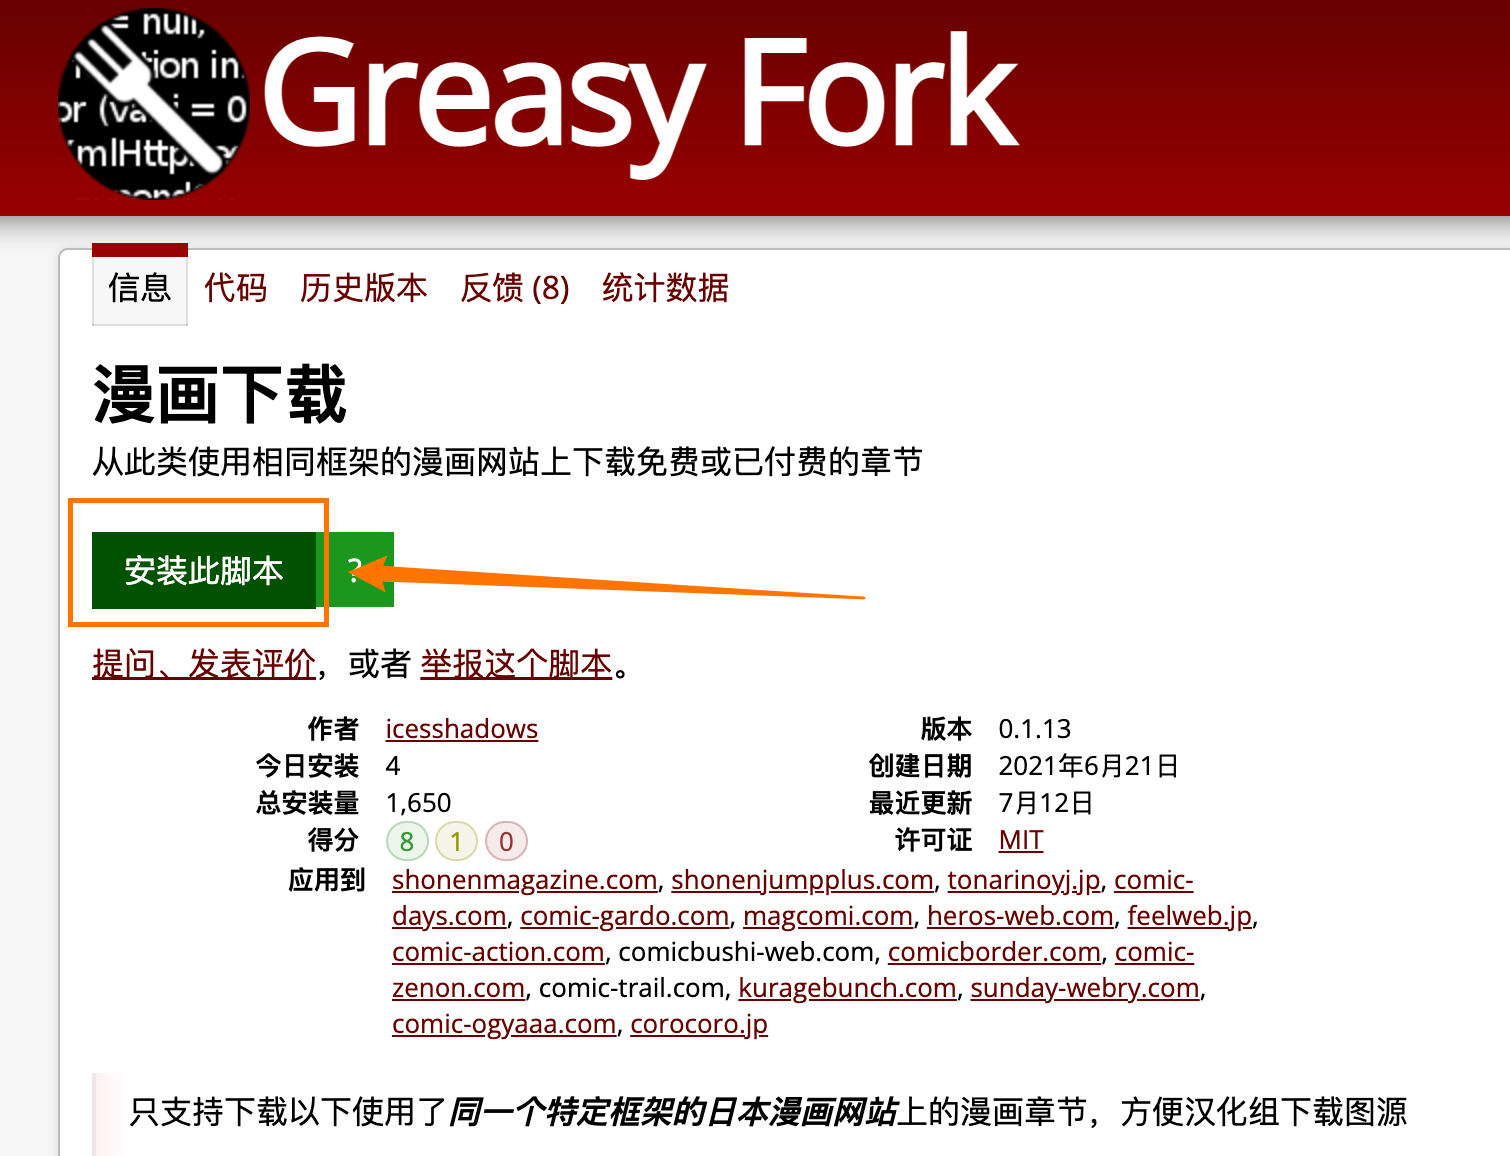 = null,
tion in
or (va i = 0
mlHttp
Greasy Fork
信息 代码 历史版本 反馈 (8) 统计数据
漫画下载
从此类使用相同框架的漫画网站上下载免费或已付费的章节
安装此脚本 ?
提问、发表评价，或者 举报这个脚本。
作者 icesshadows 版本 0.1.13
今日安装 4 创建日期 2021年6月21日
总安装量 1,650 最近更新 7月12日
得分 8 1 0 许可证 MIT
应用到 shonenmagazine.com, shonenjumpplus.com, tonarinoyj.jp, comic-
days.com, comic-gardo.com, magcomi.com, heros-web.com, feelweb.jp,
comic-action.com, comicbushi-web.com, comicborder.com, comic-
zenon.com, comic-trail.com, kuragebunch.com, sunday-webry.com,
comic-ogyaaa.com, corocoro.jp
只支持下载以下使用了同一个特定框架的日本漫画网站上的漫画章节，方便汉化组下载图源